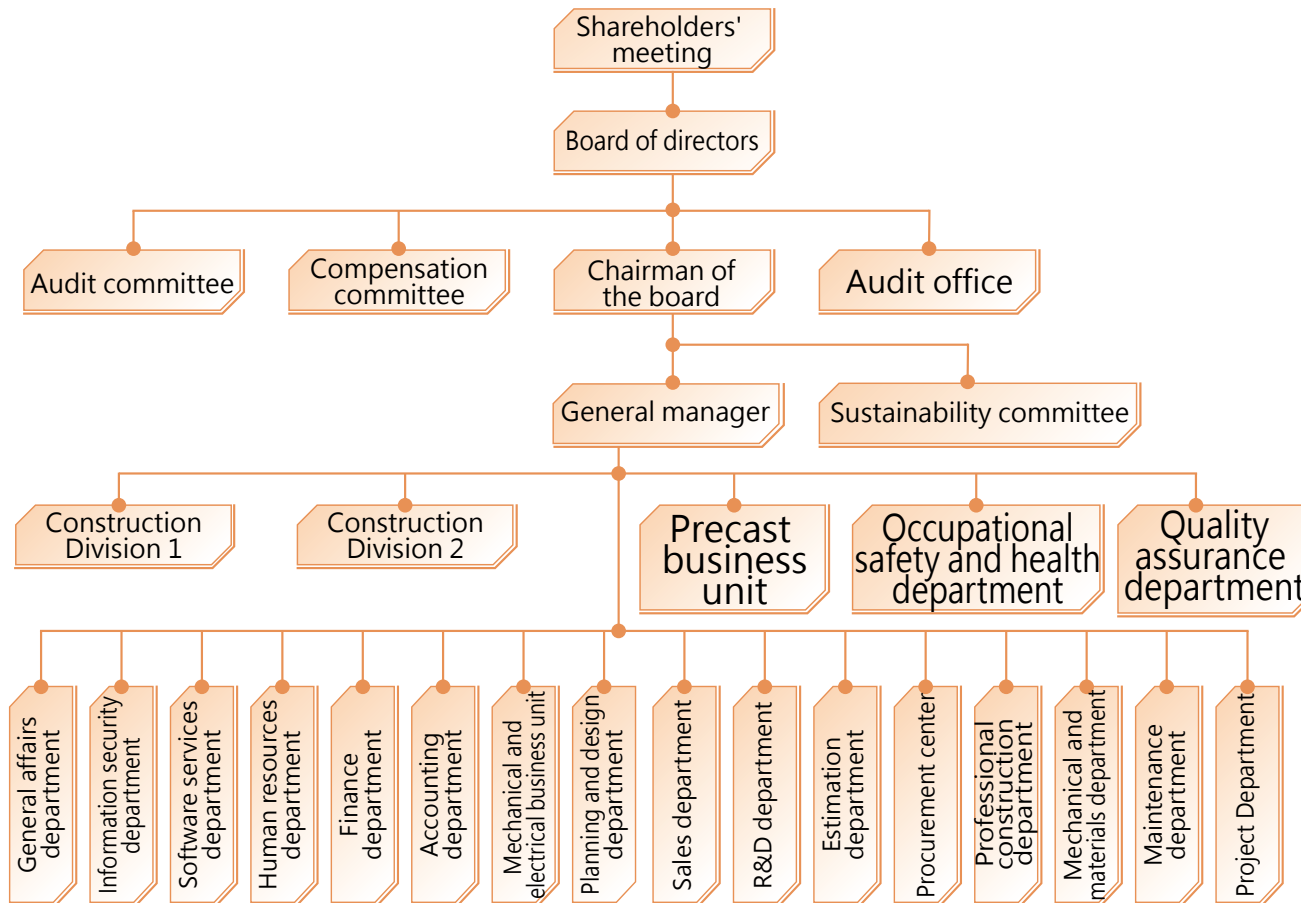 Shareholders'
meeting
Board of directors
Audit committee
Compensation
committee
Chairman of
the board
Audit office
General manager
Sustainability committee
Construction
Division 1
Construction
Division 2
Precast
business
unit
Occupational
safety and health
department
Quality
assurance
department
General affairs
department
Information security
department
Software services
department
Human resources
department
Finance
department
Accounting
department
Mechanical and
electrical business unit
Planning and design
department
Sales department
R&D department
Estimation
department
Procurement center
Professional
construction
department
Mechanical and
materials department
Maintenance
department
Project Department